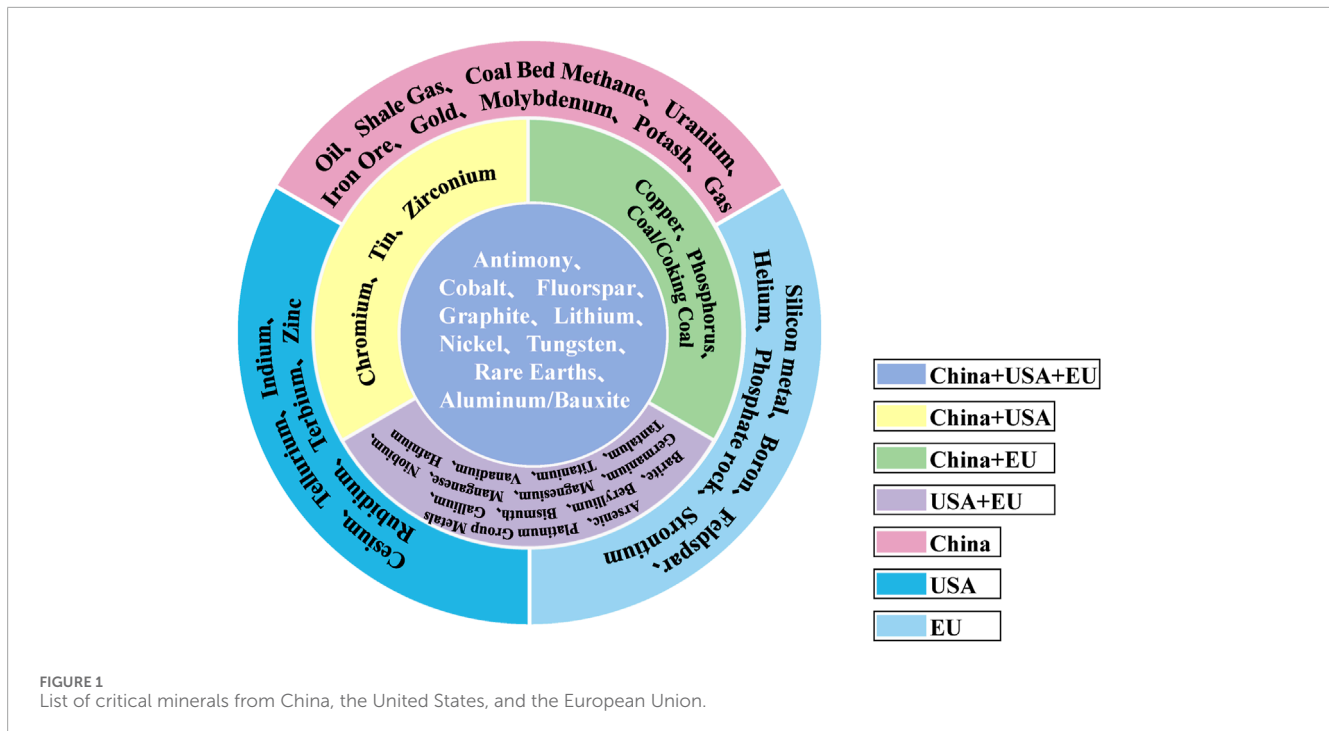 Oil、 Shale Gas、 Coal Bed Methane、 Uranium、
Iron Ore、 Gold、 Molybdenum、 Potash、 Gas
Chromium、 Tin、 Zirconium
Copper、 Phosphorus、
Coal/Coking Coal
Antimony、
Cobalt、 Fluorspar、
Graphite、 Lithium、
Nickel、 Tungsten、
Rare Earths、
Aluminum/Bauxite
Cesium、 Tellurium、 Indium、
Rubidium、 Terbium、 Zinc
Silicon metal、 Boron、 Feldspar、
Helium、 Phosphate rock、 Strontium
Arsenic、 Platinum Group Metals
Barite、 Beryllium、 Bismuth、 Gallium、
Germanium、 Magnesium、 Manganese、 Niobium、
Tantalum、 Titanium、 Vanadium、 Hafnium
China+USA+EU
China+USA
China+EU
USA+EU
China
USA
EU
FIGURE 1
List of critical minerals from China, the United States, and the European Union.